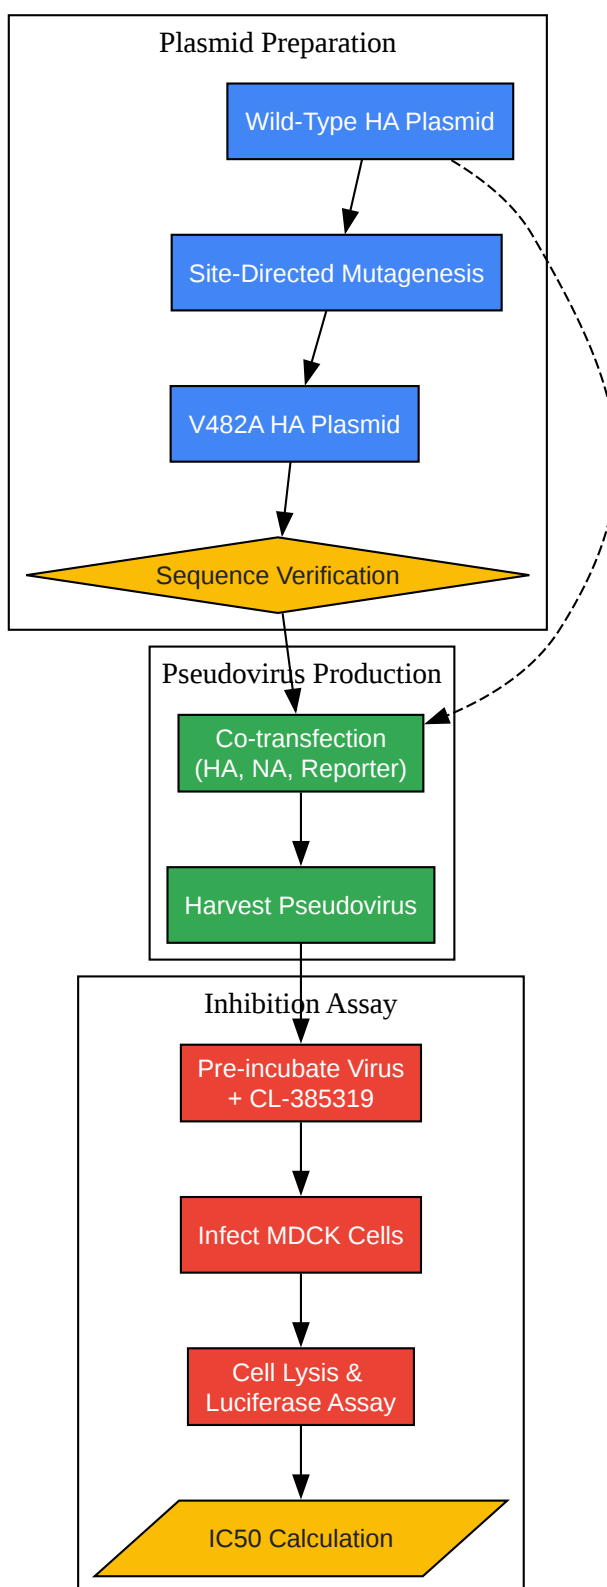 Plasmid Preparation
Wild-Type HA Plasmid
Site-Directed Mutagenesis
V482A HA Plasmid
Sequence Verification
Pseudovirus Production
Co-transfection
(HA, NA, Reporter)
Harvest Pseudovirus
Inhibition Assay
Pre-incubate Virus
+ CL-385319
Infect MDCK Cells
Cell Lysis &
Luciferase Assay
IC50 Calculation